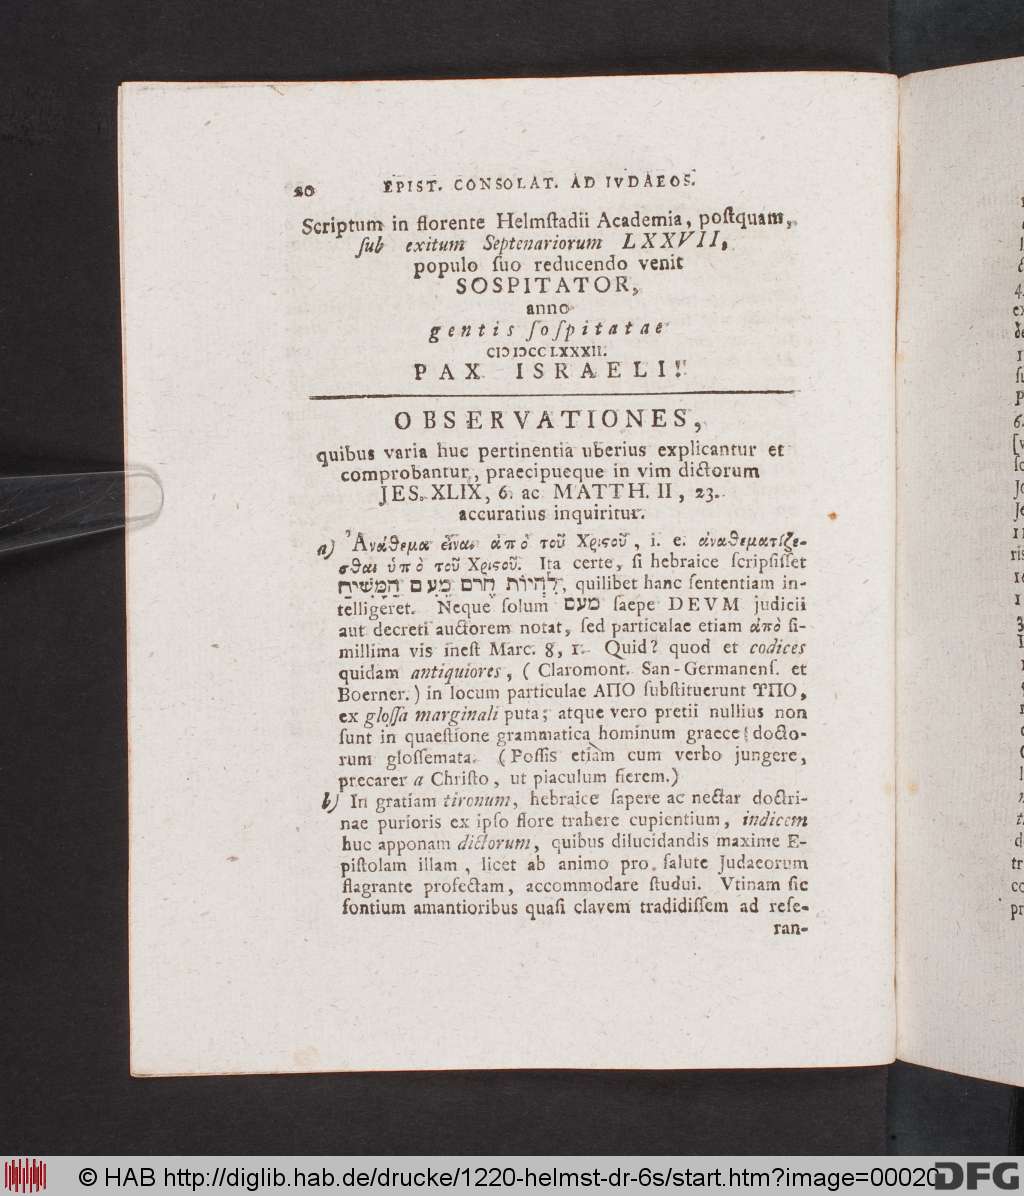 20 EPIST. CONSOLAT. AD IVDAEOS.
Scriptum in florente Helmſtadii Academia, poſtquam,
ſub exitum Septenariorum LXXVII,
populo ſuo reducendo venit
SOSPITATOR,
anno
gentis ſoſpitatae
CIƆ IƆCC LXXXII.
PAX ISRAELI!
OBSERVATIONES,
quibus varia huc pertinentia uberius explicantur et
comprobantur, praecipueque in vim dictorum
JES. XLIX, 6. ac MATTH. II, 23.
accuratius inquiritur.
a) Ἀνάθεμα εἶναι ἀπὸ τοῦ Χριϛοῦ, i. e. ἀναθεματίζε-
σθαι ὑπὸ τοῦ Χριϛοῦ. Ita certe, ſi hebraice ſcripſiſſet
לִהְיוֹת חֵרֶם מֵעִם הַמָּשִׁיחַ, quilibet hanc ſententiam in-
telligeret. Neque ſolum מעם ſaepe DEVM judicii
aut decreti auctorem notat, ſed particulae etiam ἀπὸ ſi-
millima vis ineſt Marc. 8, 1. Quid? quod et codices
quidam antiquiores, (Claromont. San-Germanenſ. et
Boerner.) in locum particulae ΑΠΟ ſubſtituerunt ΥΠΟ,
ex gloſſa marginali puta; atque vero pretii nullius non
ſunt in quaeſtione grammatica hominum graece docto-
rum gloſſemata. (Poſſis etiam cum verbo jungere,
precarer a Chriſto, ut piaculum fierem.)
b) In gratiam tironum, hebraice ſapere ac nectar doctri-
nae purioris ex ipſo flore trahere cupientium, indicem
huc apponam dictorum, quibus dilucidandis maxime E-
piſtolam illam, licet ab animo pro ſalute Judaeorum
flagrante profectam, accommodare ſtudui. Vtinam ſic
fontium amantioribus quaſi clavem tradidiſſem ad reſe-
ran-
© HAB http://diglib.hab.de/drucke/1220-helmst-dr-6s/start.htm?image=00020
DFG